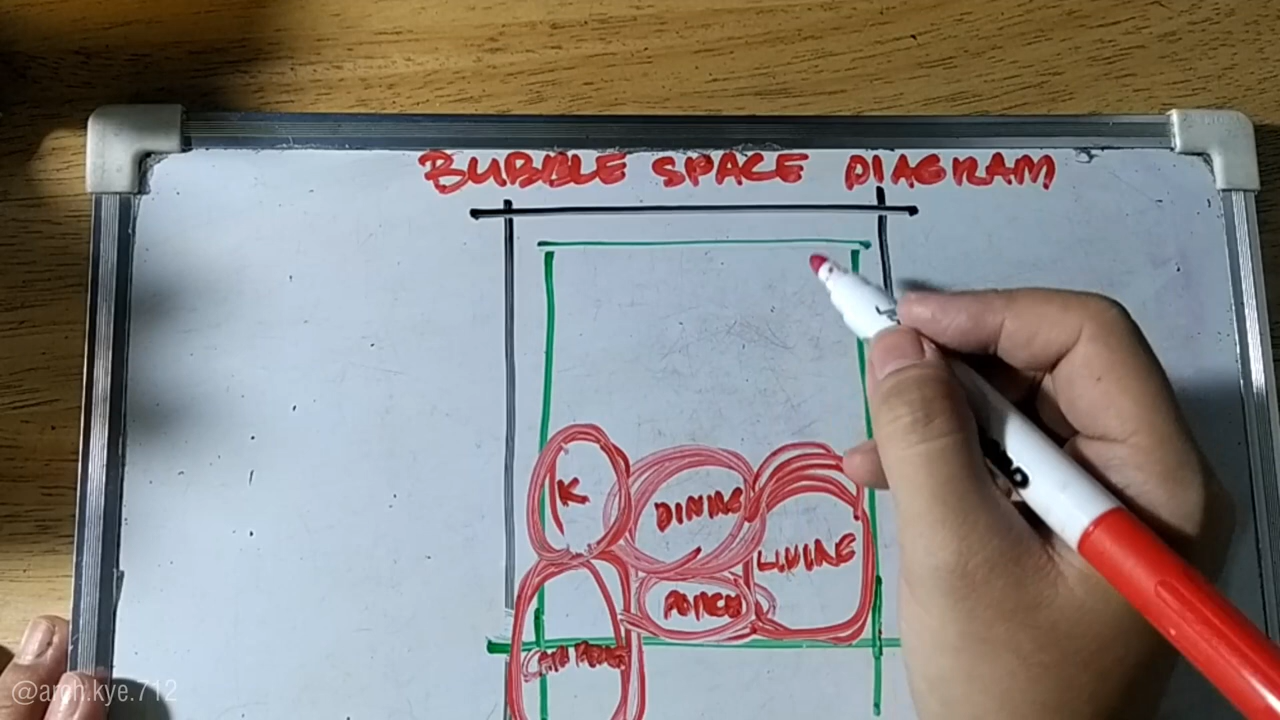 BUBBLE SPACE DIAGRAM
K
DINING
LIVING
PORCH
@arch.kye.712